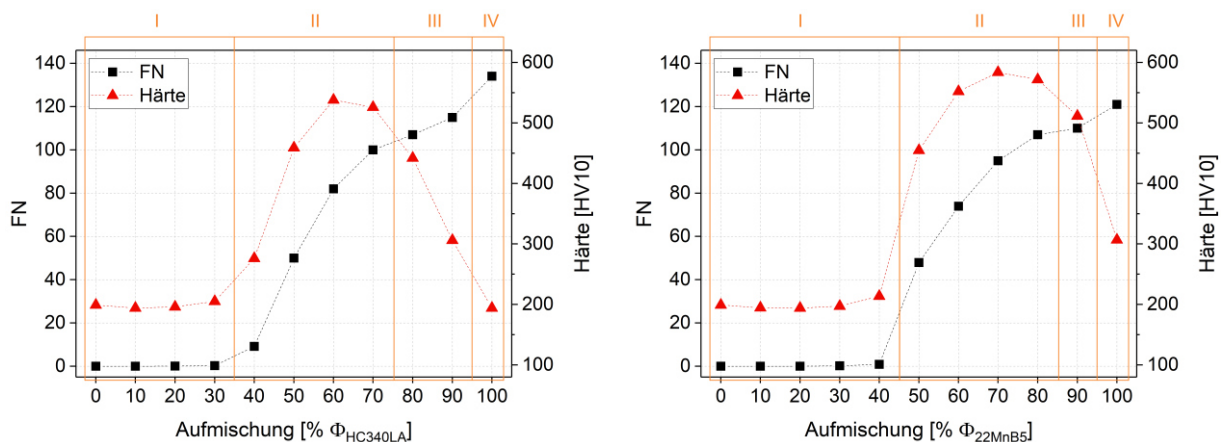 I II III IV
140 FN 600
120 Härte
500
100
80 400
FN
60
300
Härte [HV10]
40
20 200
0 100
0 10 20 30 40 50 60 70 80 90 100
Aufmischung [% Φ_HC340LA]
I II III IV
140 FN 600
120 Härte
500
100
80 400
FN
60
300
Härte [HV10]
40
20 200
0 100
0 10 20 30 40 50 60 70 80 90 100
Aufmischung [% Φ_22MnB5]